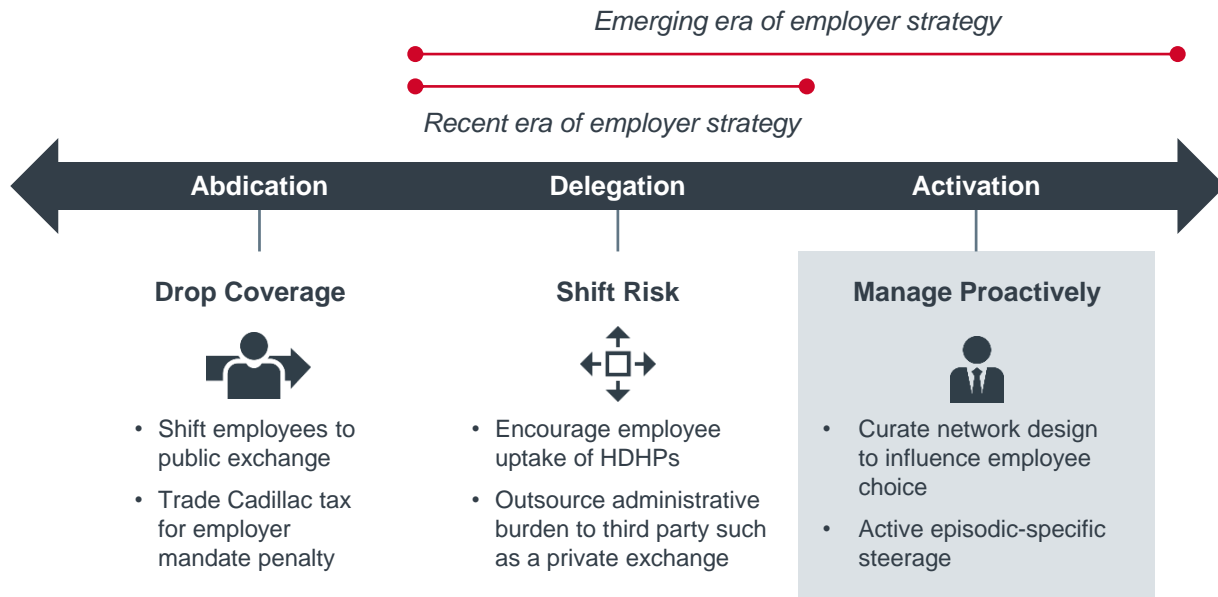 Emerging era of employer strategy
Recent era of employer strategy
Abdication
Delegation
Activation
Drop Coverage
• Shift employees to
public exchange
• Trade Cadillac tax
for employer
mandate penalty
Shift Risk
• Encourage employee
uptake of HDHPs
• Outsource administrative
burden to third party such
as a private exchange
Manage Proactively
• Curate network design
to influence employee
choice
• Active episodic-specific
steerage